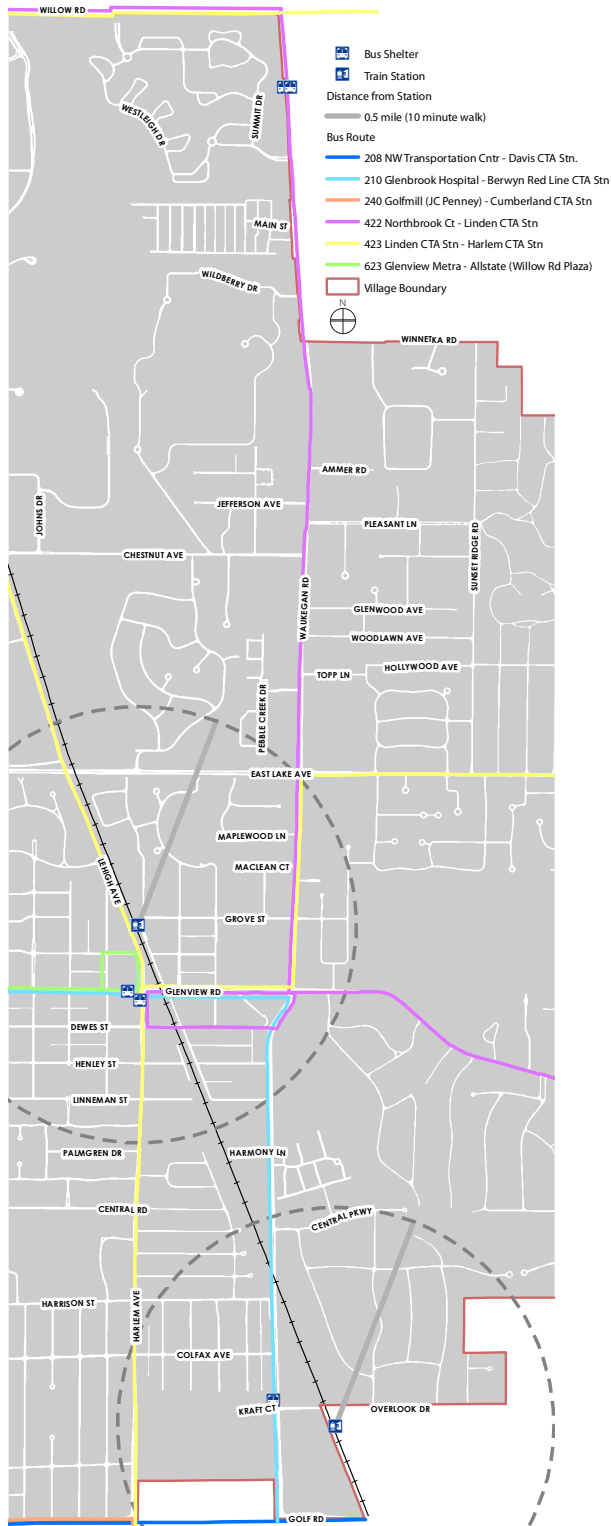 WILLOW RD
Bus Shelter
Train Station
Distance from Station
0.5 mile (10 minute walk)
Bus Route
208 NW Transportation Cntr - Davis CTA Stn.
210 Glenbrook Hospital - Berwyn Red Line CTA Stn
240 Golfmill (JC Penney) - Cumberland CTA Stn
422 Northbrook Ct - Linden CTA Stn
423 Linden CTA Stn - Harlem CTA Stn
623 Glenview Metra - Allstate (Willow Rd Plaza)
Village Boundary
N
WESTLEIGH DR
SUMMIT DR
MAIN ST
WILDBERRY DR
WINNETKA RD
AMMER RD
JEFFERSON AVE
JOHNS DR
PLEASANT LN
SUNSET RIDGE RD
CHESTNUT AVE
WAUKEGAN RD
GLENWOOD AVE
WOODLAWN AVE
HOLLYWOOD AVE
TOPP LN
PEBBLE CREEK DR
EAST LAKE AVE
MAPLEWOOD LN
MACLEAN CT
LEHIGH AVE
GROVE ST
GLENVIEW RD
DEWES ST
HENLEY ST
LINNEMAN ST
PALMGREN DR
HARMONY LN
CENTRAL RD
CENTRAL PKWY
HARRISON ST
HARLEM AVE
COLFAX AVE
KRAFT CT
OVERLOOK DR
GOLF RD